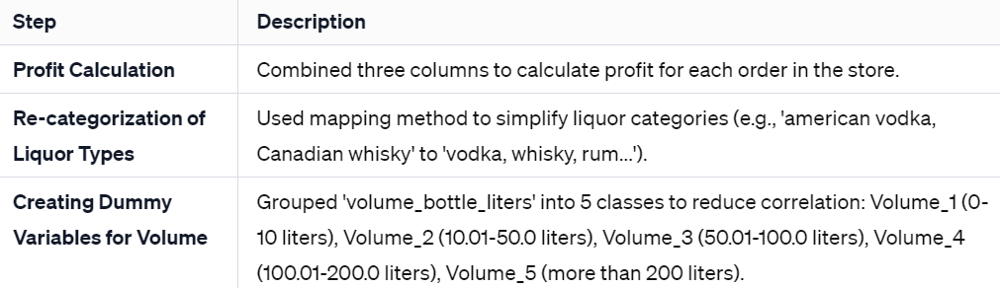 Step Description
Profit Calculation Combined three columns to calculate profit for each order in the store.
Re-categorization of Used mapping method to simplify liquor categories (e.g., 'american vodka,
Liquor Types Canadian whisky' to 'vodka, whisky, rum...').
Creating Dummy Grouped 'volume_bottle_liters' into 5 classes to reduce correlation: Volume_1 (0-
Variables for Volume 10 liters), Volume_2 (10.01-50.0 liters), Volume_3 (50.01-100.0 liters), Volume_4
(100.01-200.0 liters), Volume_5 (more than 200 liters).